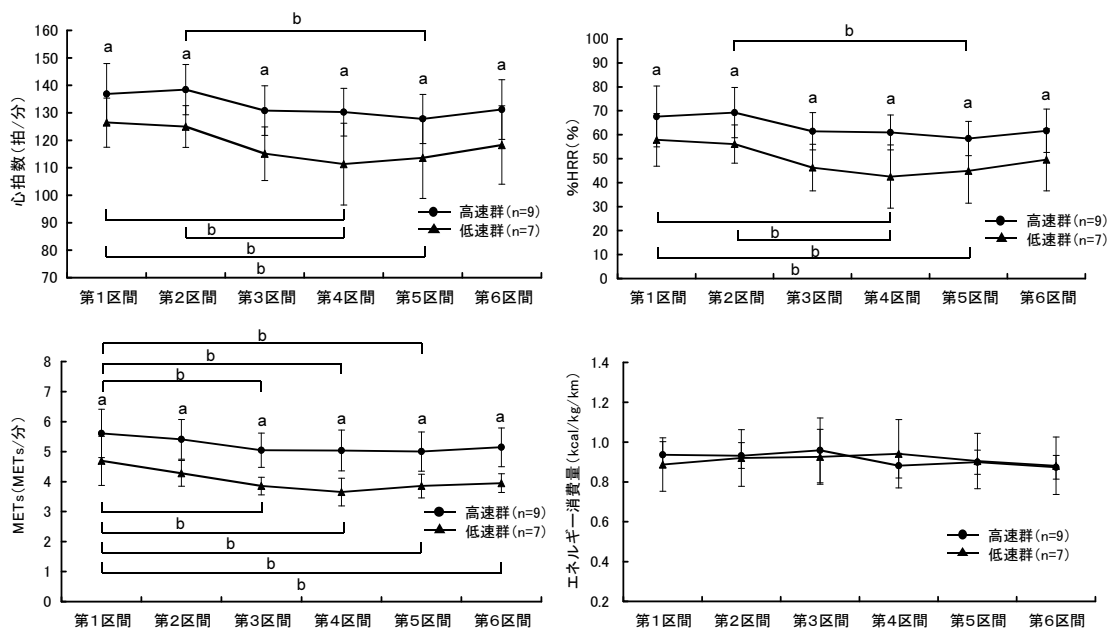 心拍数(拍/分)
160
150
140
130
120
110
100
90
80
70
b
a
a
a
a
a
a
高速群(n=9)
低速群(n=7)
b
b
b
第1区間 第2区間 第3区間 第4区間 第5区間 第6区間
%HRR(%)
100
90
80
70
60
50
40
30
20
10
0
b
a
a
a
a
a
a
高速群(n=9)
低速群(n=7)
b
b
b
第1区間 第2区間 第3区間 第4区間 第5区間 第6区間
METs(METs/分)
8
7
6
5
4
3
2
1
0
b
b
b
a
a
a
a
a
a
高速群(n=9)
低速群(n=7)
b
b
b
b
第1区間 第2区間 第3区間 第4区間 第5区間 第6区間
エネルギー消費量(kcal/kg/km)
1.4
1.2
1.0
0.8
0.6
0.4
0.2
高速群(n=9)
低速群(n=7)
第1区間 第2区間 第3区間 第4区間 第5区間 第6区間